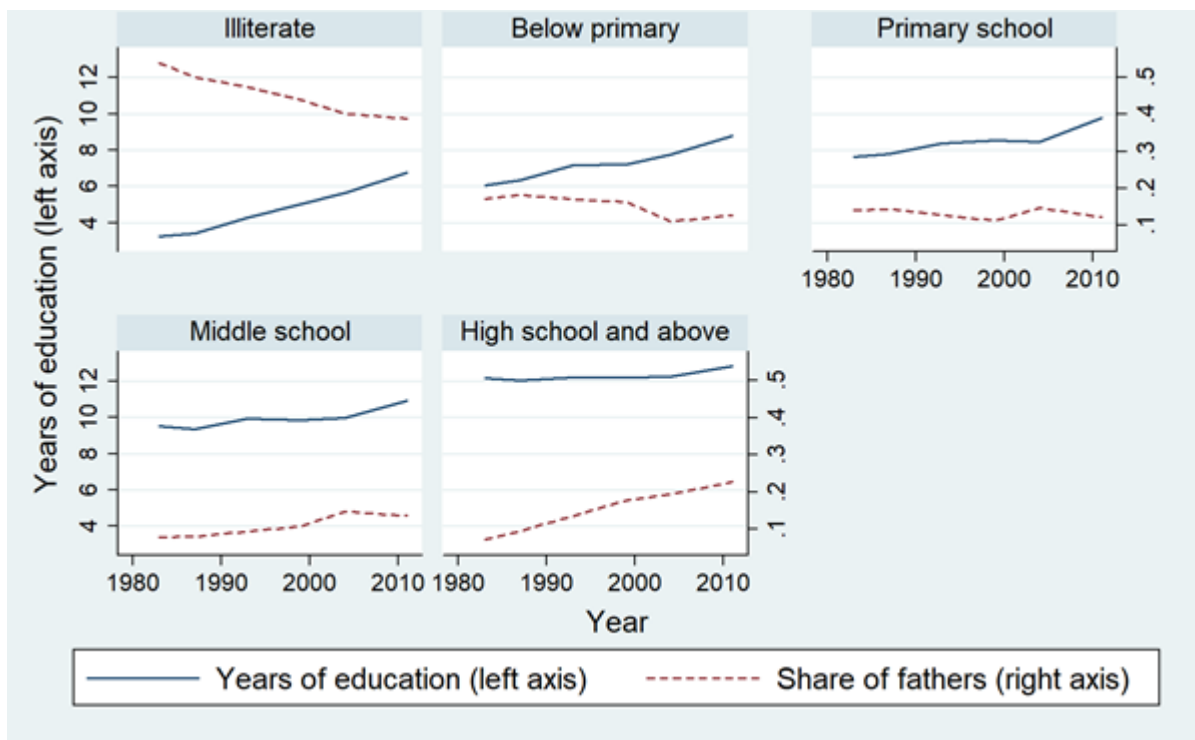 Illiterate
Below primary
Primary school
Years of education (left axis)
12
10
8
6
4
.5
.4
.3
.2
.1
1980 1990 2000 2010
Middle school
High school and above
12
10
8
6
4
.5
.4
.3
.2
.1
1980 1990 2000 2010 1980 1990 2000 2010
Year
Years of education (left axis) Share of fathers (right axis)